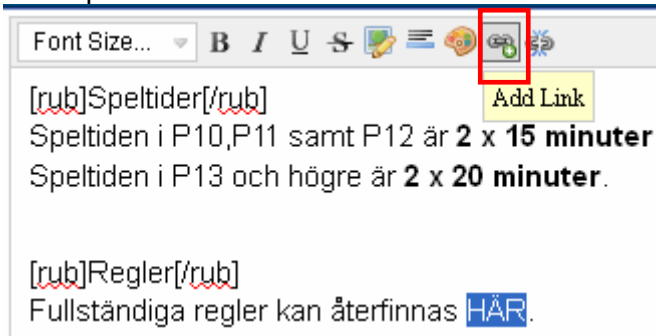 Font Size... B I U S
[rub]Speltider[/rub] Add Link
Speltiden i P10,P11 samt P12 är 2 x 15 minuter
Speltiden i P13 och högre är 2 x 20 minuter.
[rub]Regler[/rub]
Fullständiga regler kan återfinnas HÄR.